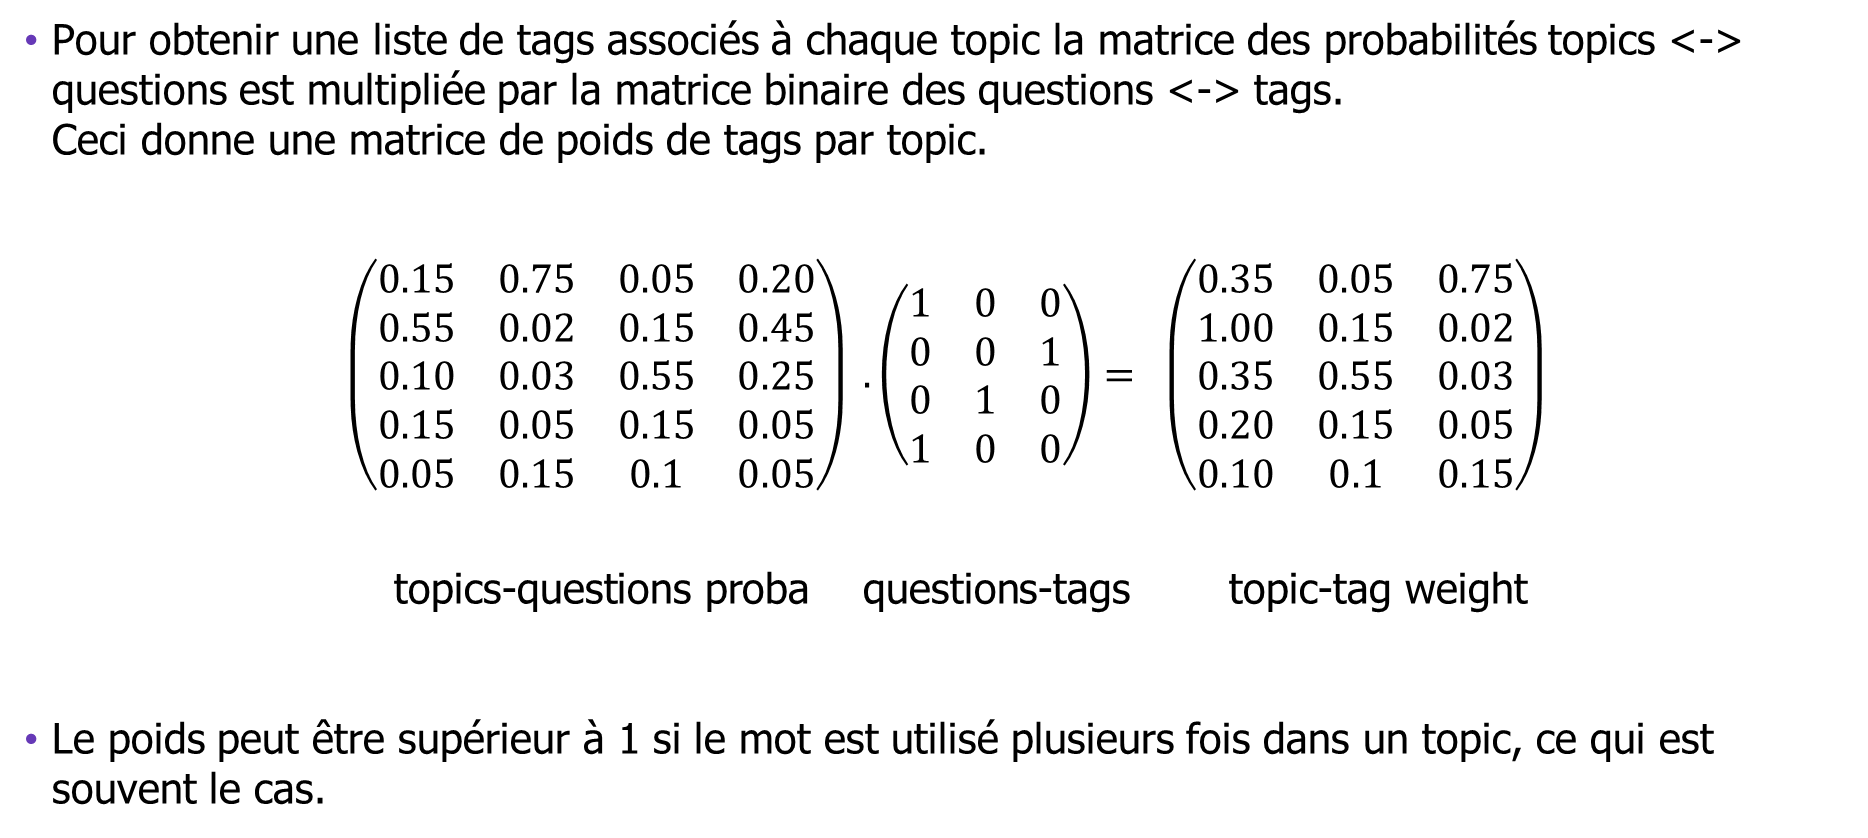 • Pour obtenir une liste de tags associés à chaque topic la matrice des probabilités topics <->
questions est multipliée par la matrice binaire des questions <-> tags.
Ceci donne une matrice de poids de tags par topic.
0.15 0.75 0.05 0.20 0.35 0.05 0.75
1 0 0
0.55 0.02 0.15 0.45 1.00 0.15 0.02
0 0 1
0.10 0.03 0.55 0.25 . = 0.35 0.55 0.03
0 1 0
0.15 0.05 0.15 0.05 0.20 0.15 0.05
1 0 0
0.05 0.15 0.1 0.05 0.10 0.1 0.15
topics-questions proba questions-tags topic-tag weight
• Le poids peut être supérieur à 1 si le mot est utilisé plusieurs fois dans un topic, ce qui est
souvent le cas.